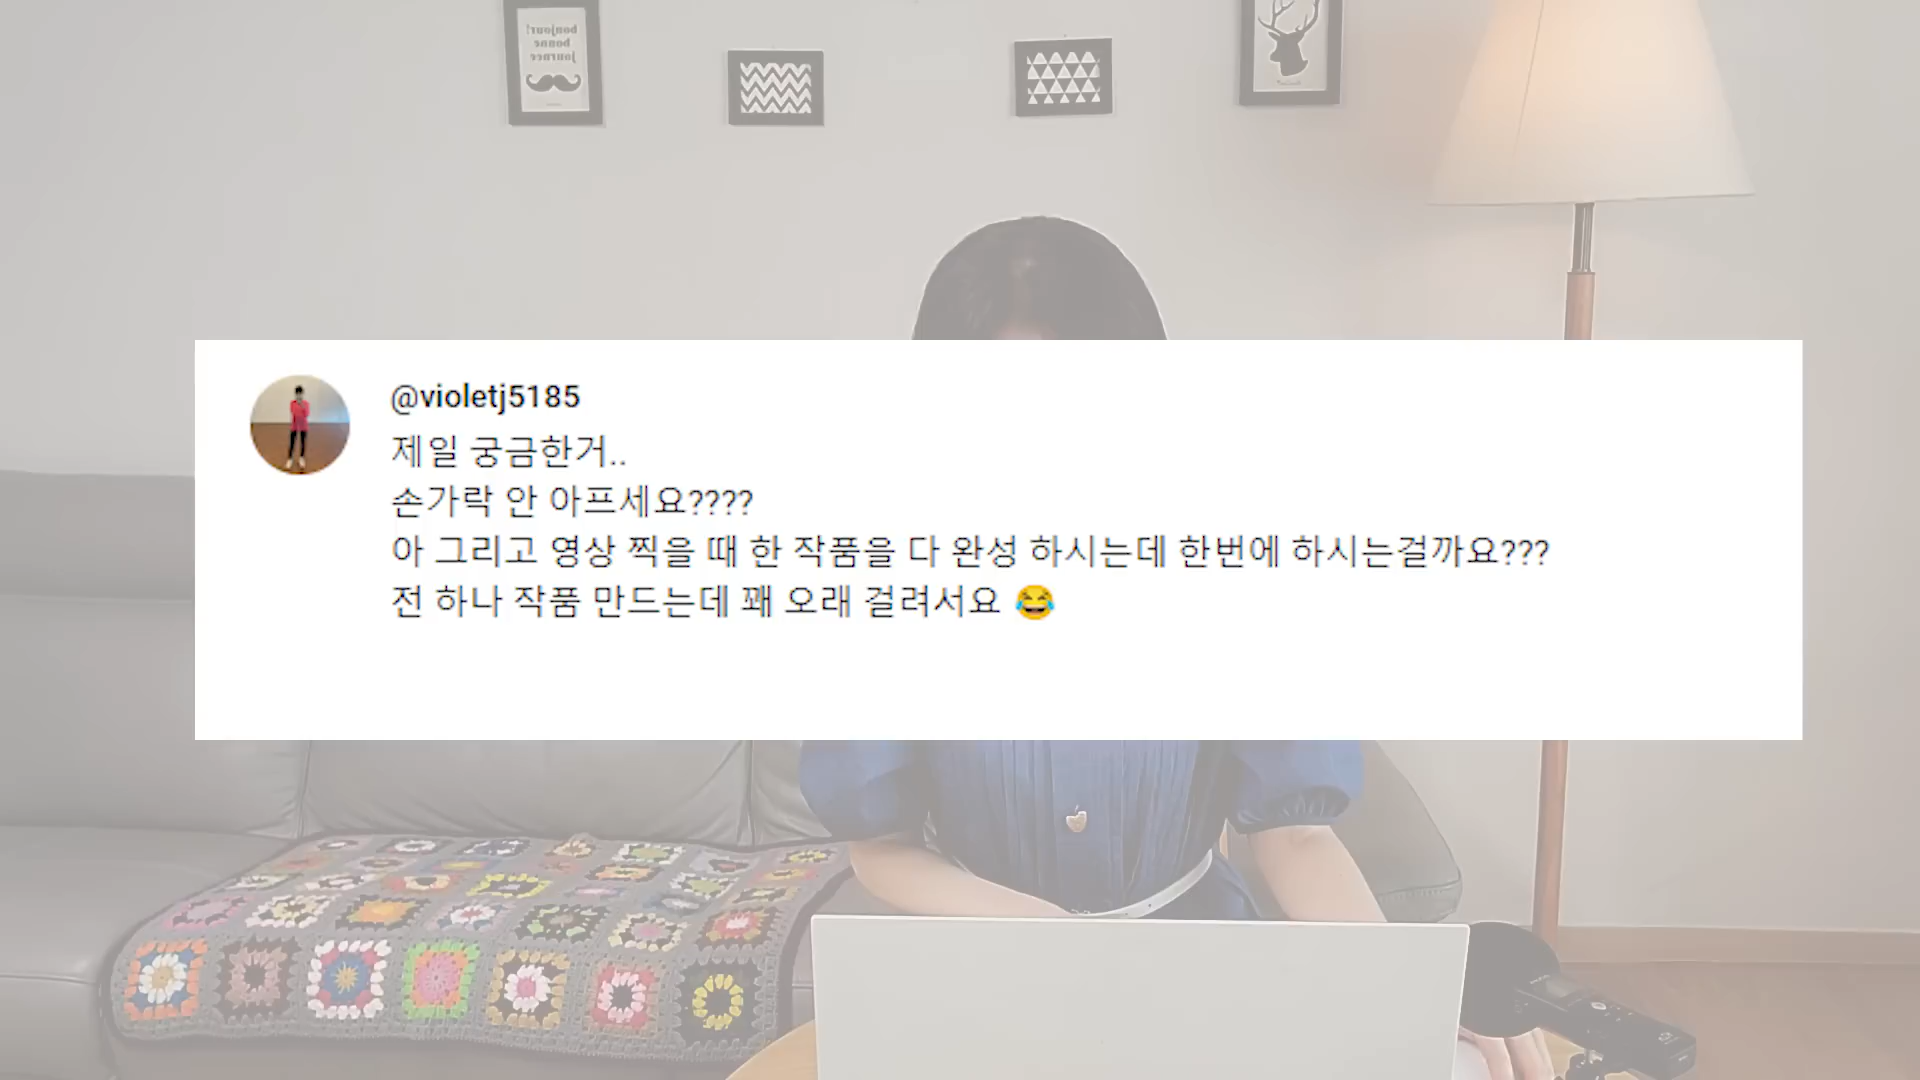 bonjour!
bonne
journee
@violetj5185
제일 궁금한거..
손가락 안 아프세요????
아 그리고 영상 찍을 때 한 작품을 다 완성 하시는데 한번에 하시는걸까요???
전 하나 작품 만드는데 꽤 오래 걸려서요 😂